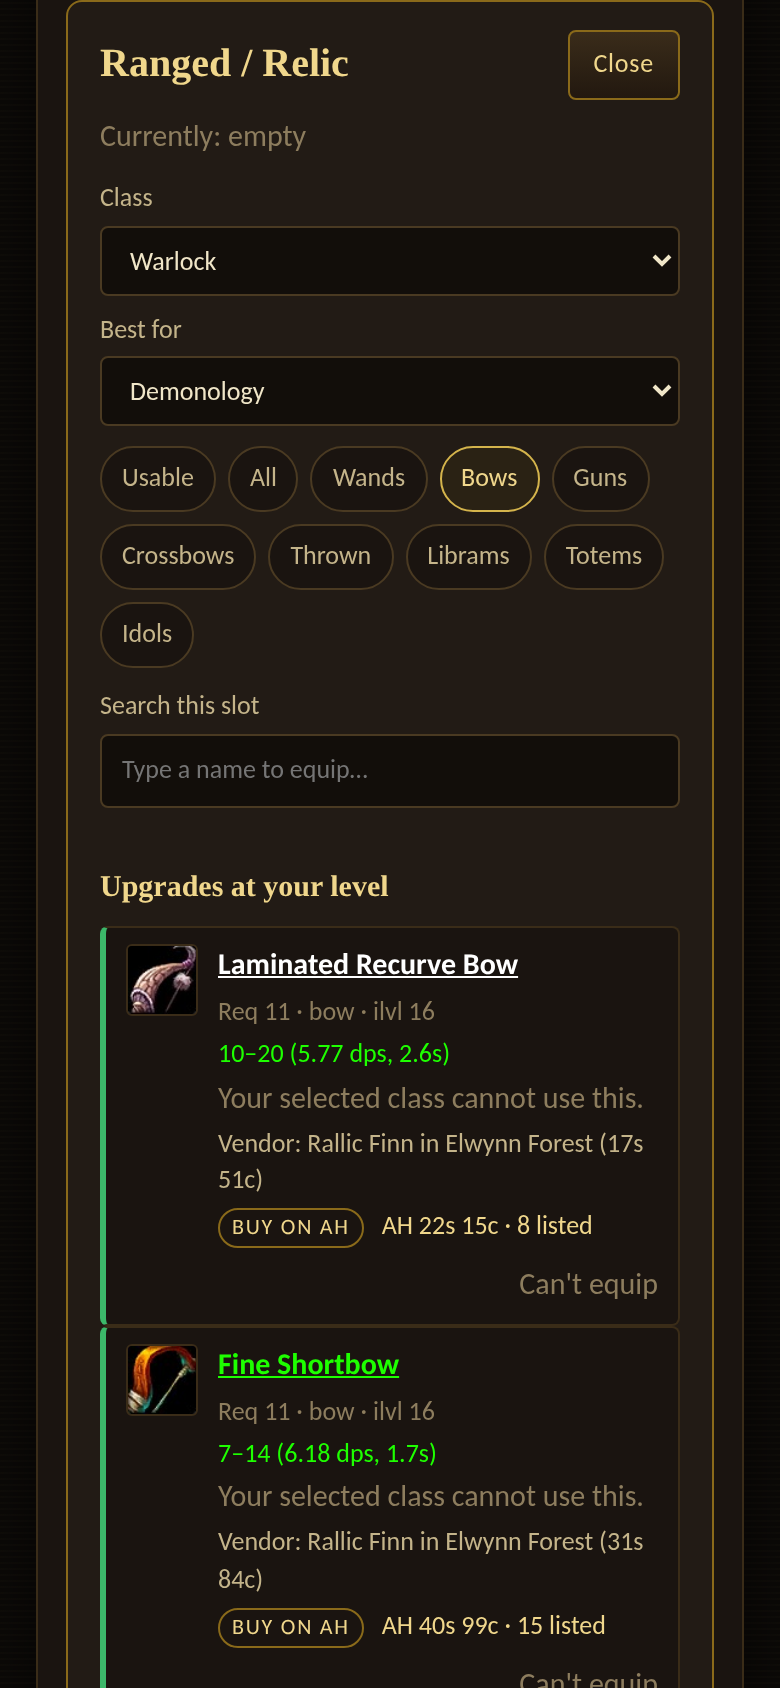 Ranged / Relic
Close
Currently: empty
Class
Warlock
Best for
Demonology
Usable
All
Wands
Bows
Guns
Crossbows
Thrown
Librams
Totems
Idols
Search this slot
Type a name to equip...
Upgrades at your level
Laminated Recurve Bow
Req 11 · bow · ilvl 16
10–20 (5.77 dps, 2.6s)
Your selected class cannot use this.
Vendor: Rallic Finn in Elwynn Forest (17s
51c)
BUY ON AH AH 22s 15c · 8 listed
Can't equip
Fine Shortbow
Req 11 · bow · ilvl 16
7–14 (6.18 dps, 1.7s)
Your selected class cannot use this.
Vendor: Rallic Finn in Elwynn Forest (31s
84c)
BUY ON AH AH 40s 99c · 15 listed
Can't equip